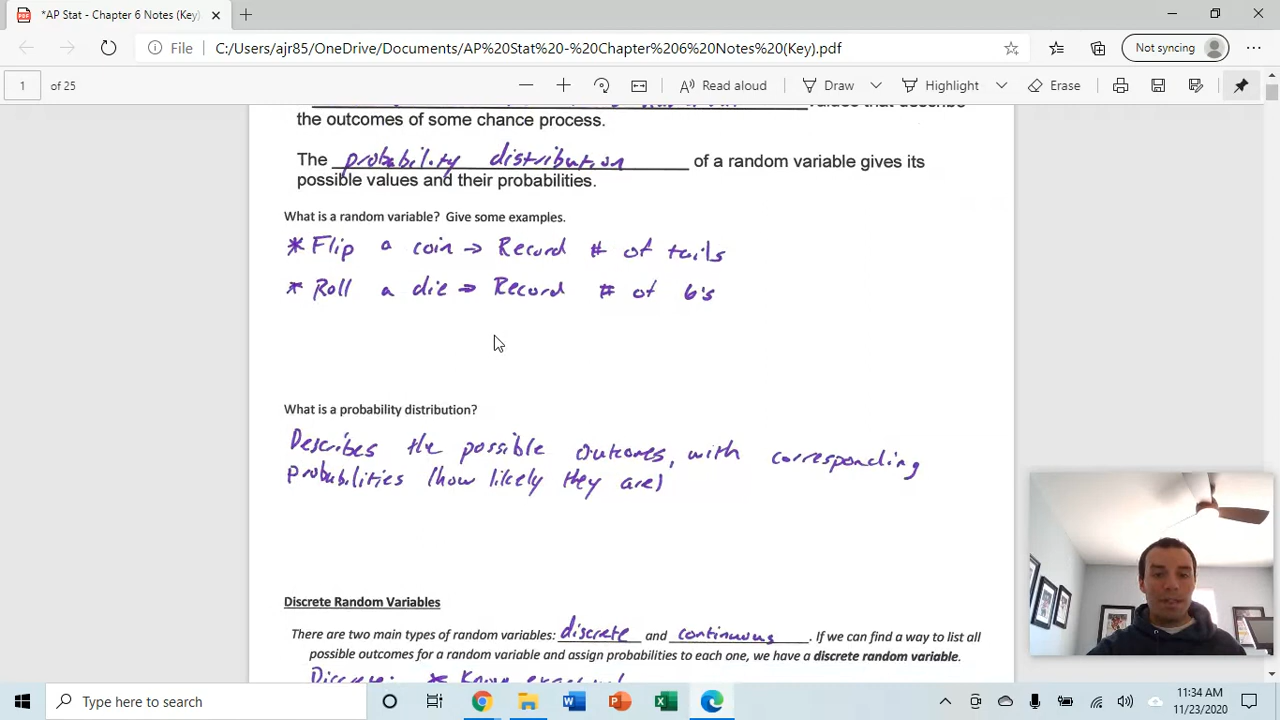 *AP Stat - Chapter 6 Notes (Key).
File C:/Users/ajr85/OneDrive/Documents/AP%20Stat%20-%20Chapter%206%20Notes%20(Key).pdf Not syncing
1 of 25 Read aloud Draw Highlight Erase
values that describe
the outcomes of some chance process.
The probability distribution of a random variable gives its
possible values and their probabilities.
What is a random variable? Give some examples.
* Flip a coin → Record # of tails
* Roll a die → Record # of 6's
What is a probability distribution?
Describes the possible outcomes, with corresponding
probabilities (how likely they are)
Discrete Random Variables
There are two main types of random variables: discrete and continuous. If we can find a way to list all
possible outcomes for a random variable and assign probabilities to each one, we have a discrete random variable.
Discrete: * Know
Type here to search
11:34 AM
11/23/2020